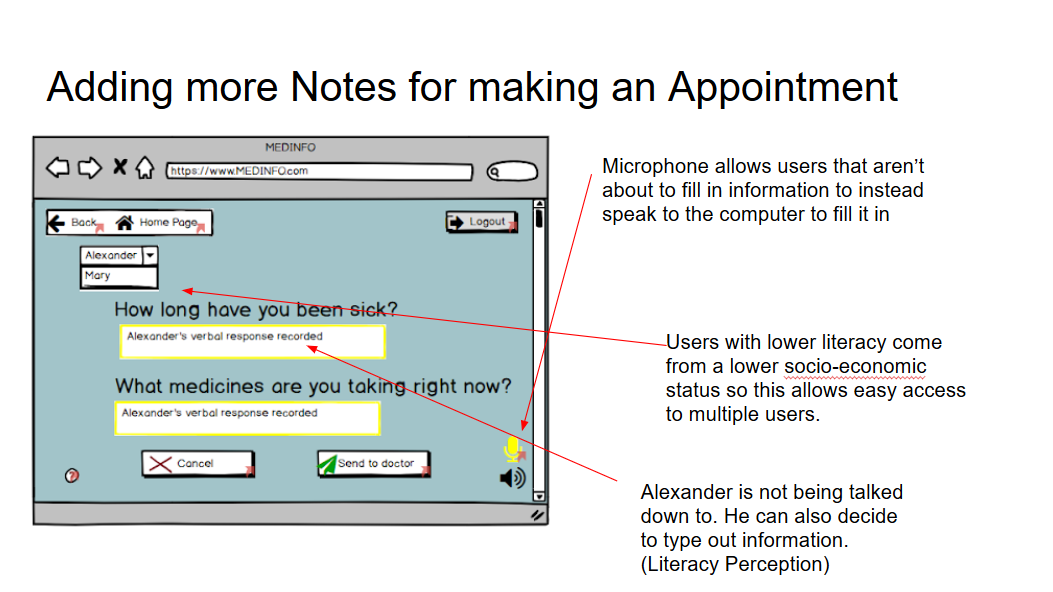 Adding more Notes for making an Appointment
MEDINFO
https://www.MEDINFO.com
Back
Home Page
Logout
Alexander
Mary
How long have you been sick?
Alexander's verbal response recorded
What medicines are you taking right now?
Alexander's verbal response recorded
Cancel
Send to doctor
?
Microphone allows users that aren't
about to fill in information to instead
speak to the computer to fill it in
Users with lower literacy come
from a lower socio-economic
status so this allows easy access
to multiple users.
Alexander is not being talked
down to. He can also decide
to type out information.
(Literacy Perception)